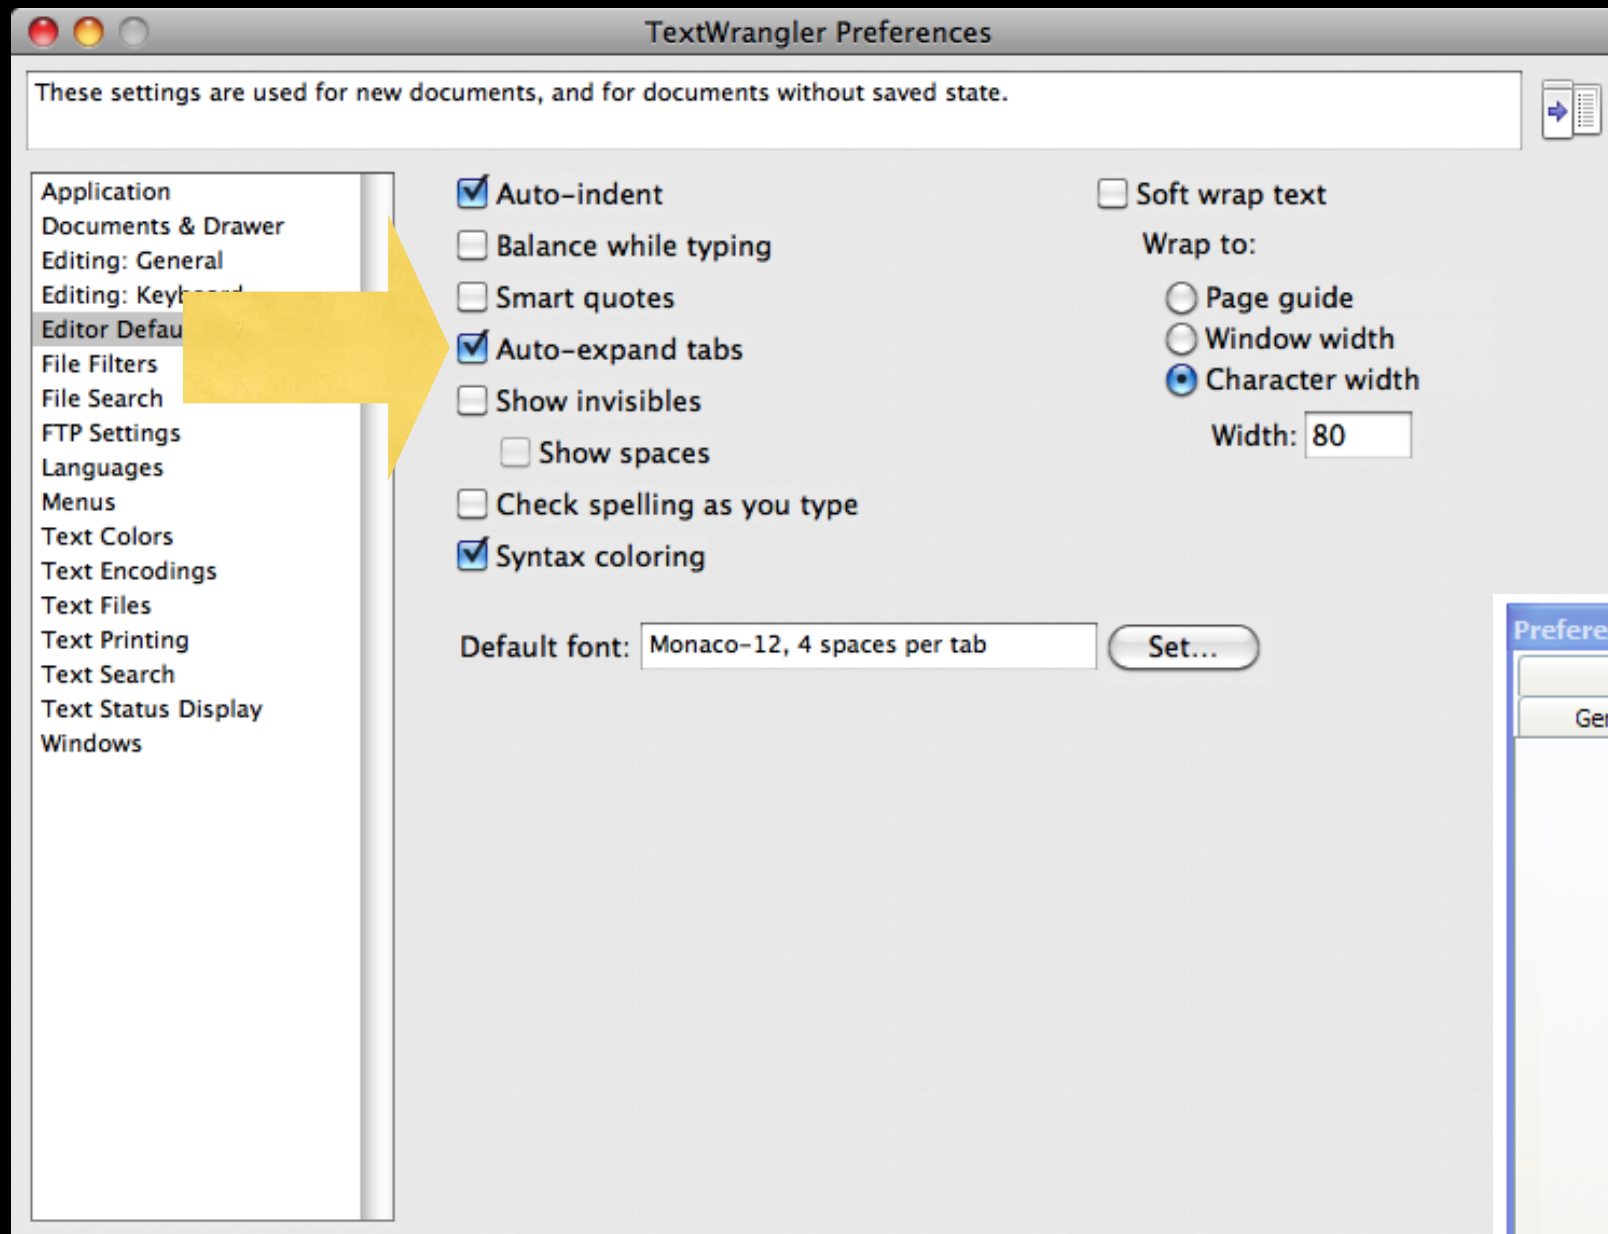 TextWrangler Preferences
These settings are used for new documents, and for documents without saved state.
Application
Documents & Drawer
Editing: General
Editing:
Editor
File Filters
File Search
FTP Settings
Languages
Menus
Text Colors
Text Encodings
Text Files
Text Printing
Text Search
Text Status Display
Windows
Auto-indent
Balance while typing
Smart quotes
Auto-expand tabs
Show invisibles
Show spaces
Check spelling as you type
Syntax coloring
Default font: Monaco-12, 4 spaces per tab Set...
Soft wrap text
Wrap to:
Page guide
Window width
Character width
Width: 80